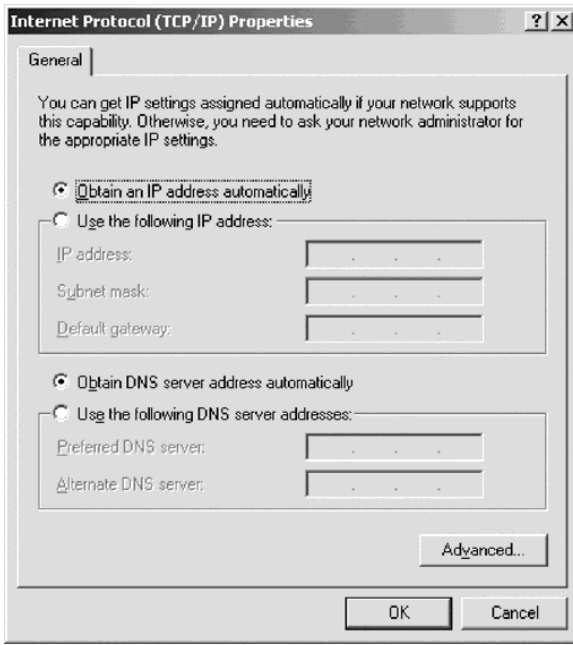 Internet Protocol (TCP/IP) Properties
General
You can get IP settings assigned automatically if your network supports
this capability. Otherwise, you need to ask your network administrator for
the appropriate IP settings.
Obtain an IP address automatically
Use the following IP address:
IP address:
Subnet mask:
Default gateway:
Obtain DNS server address automatically
Use the following DNS server addresses:
Preferred DNS server:
Alternate DNS server:
Advanced...
OK Cancel